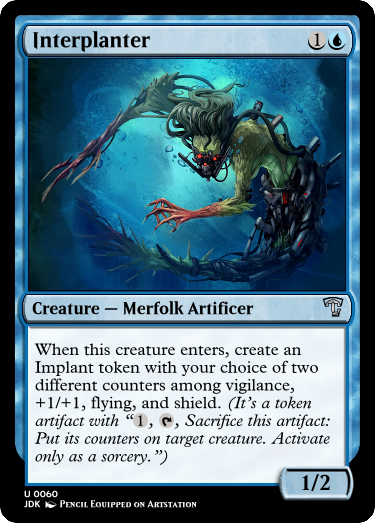 Interplanter 1
Creature — Merfolk Artificer
When this creature enters, create an
Implant token with your choice of two
different counters among vigilance,
+1/+1, flying, and shield. (It's a token
artifact with “1, , Sacrifice this artifact:
Put its counters on target creature. Activate
only as a sorcery.”)
1/2
U 0060
JDK Pencil Equipped on Artstation